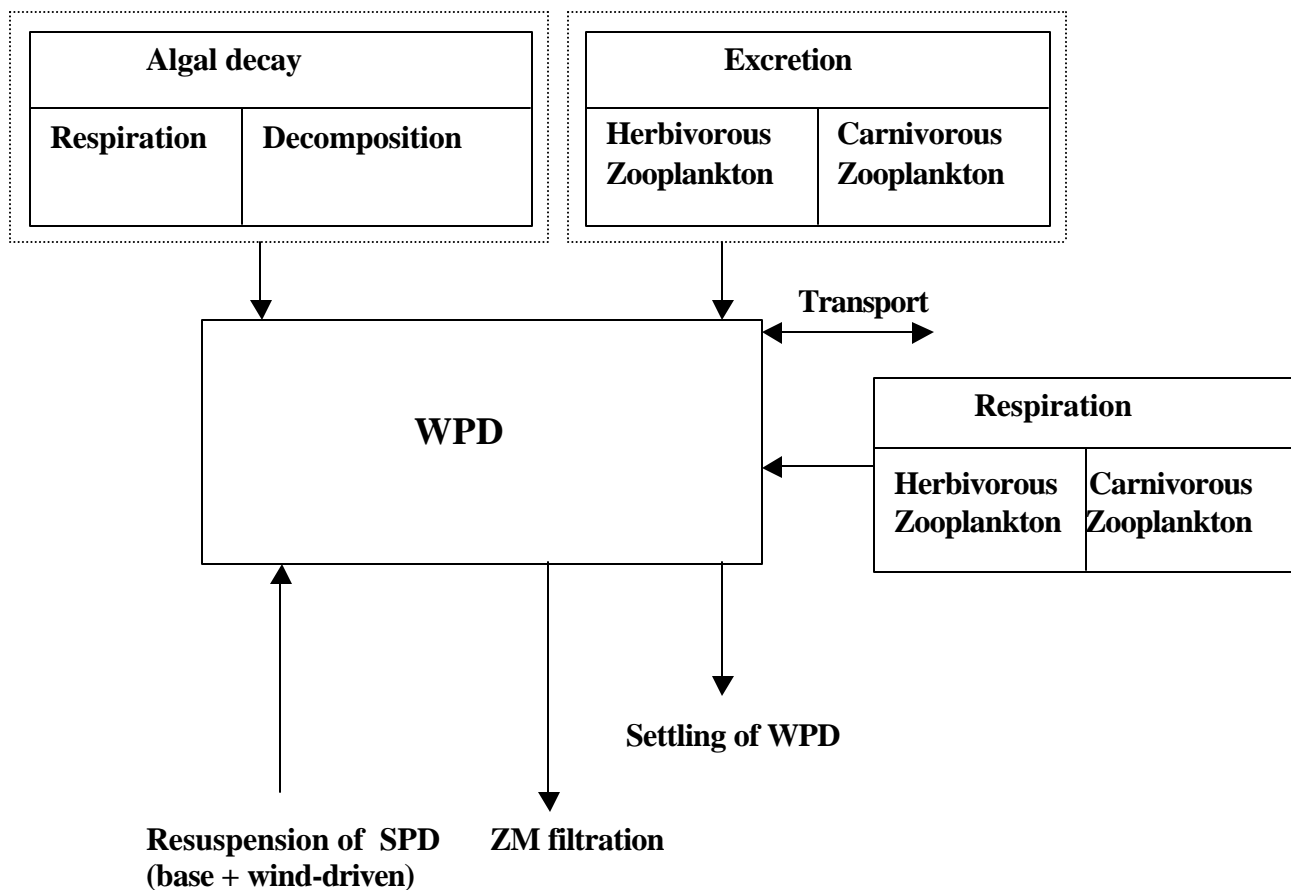 Algal decay
Respiration
Decomposition
Excretion
Herbivorous
Zooplankton
Carnivorous
Zooplankton
Transport
WPD
Respiration
Herbivorous
Zooplankton
Carnivorous
Zooplankton
Settling of WPD
Resuspension of SPD
(base + wind-driven)
ZM filtration